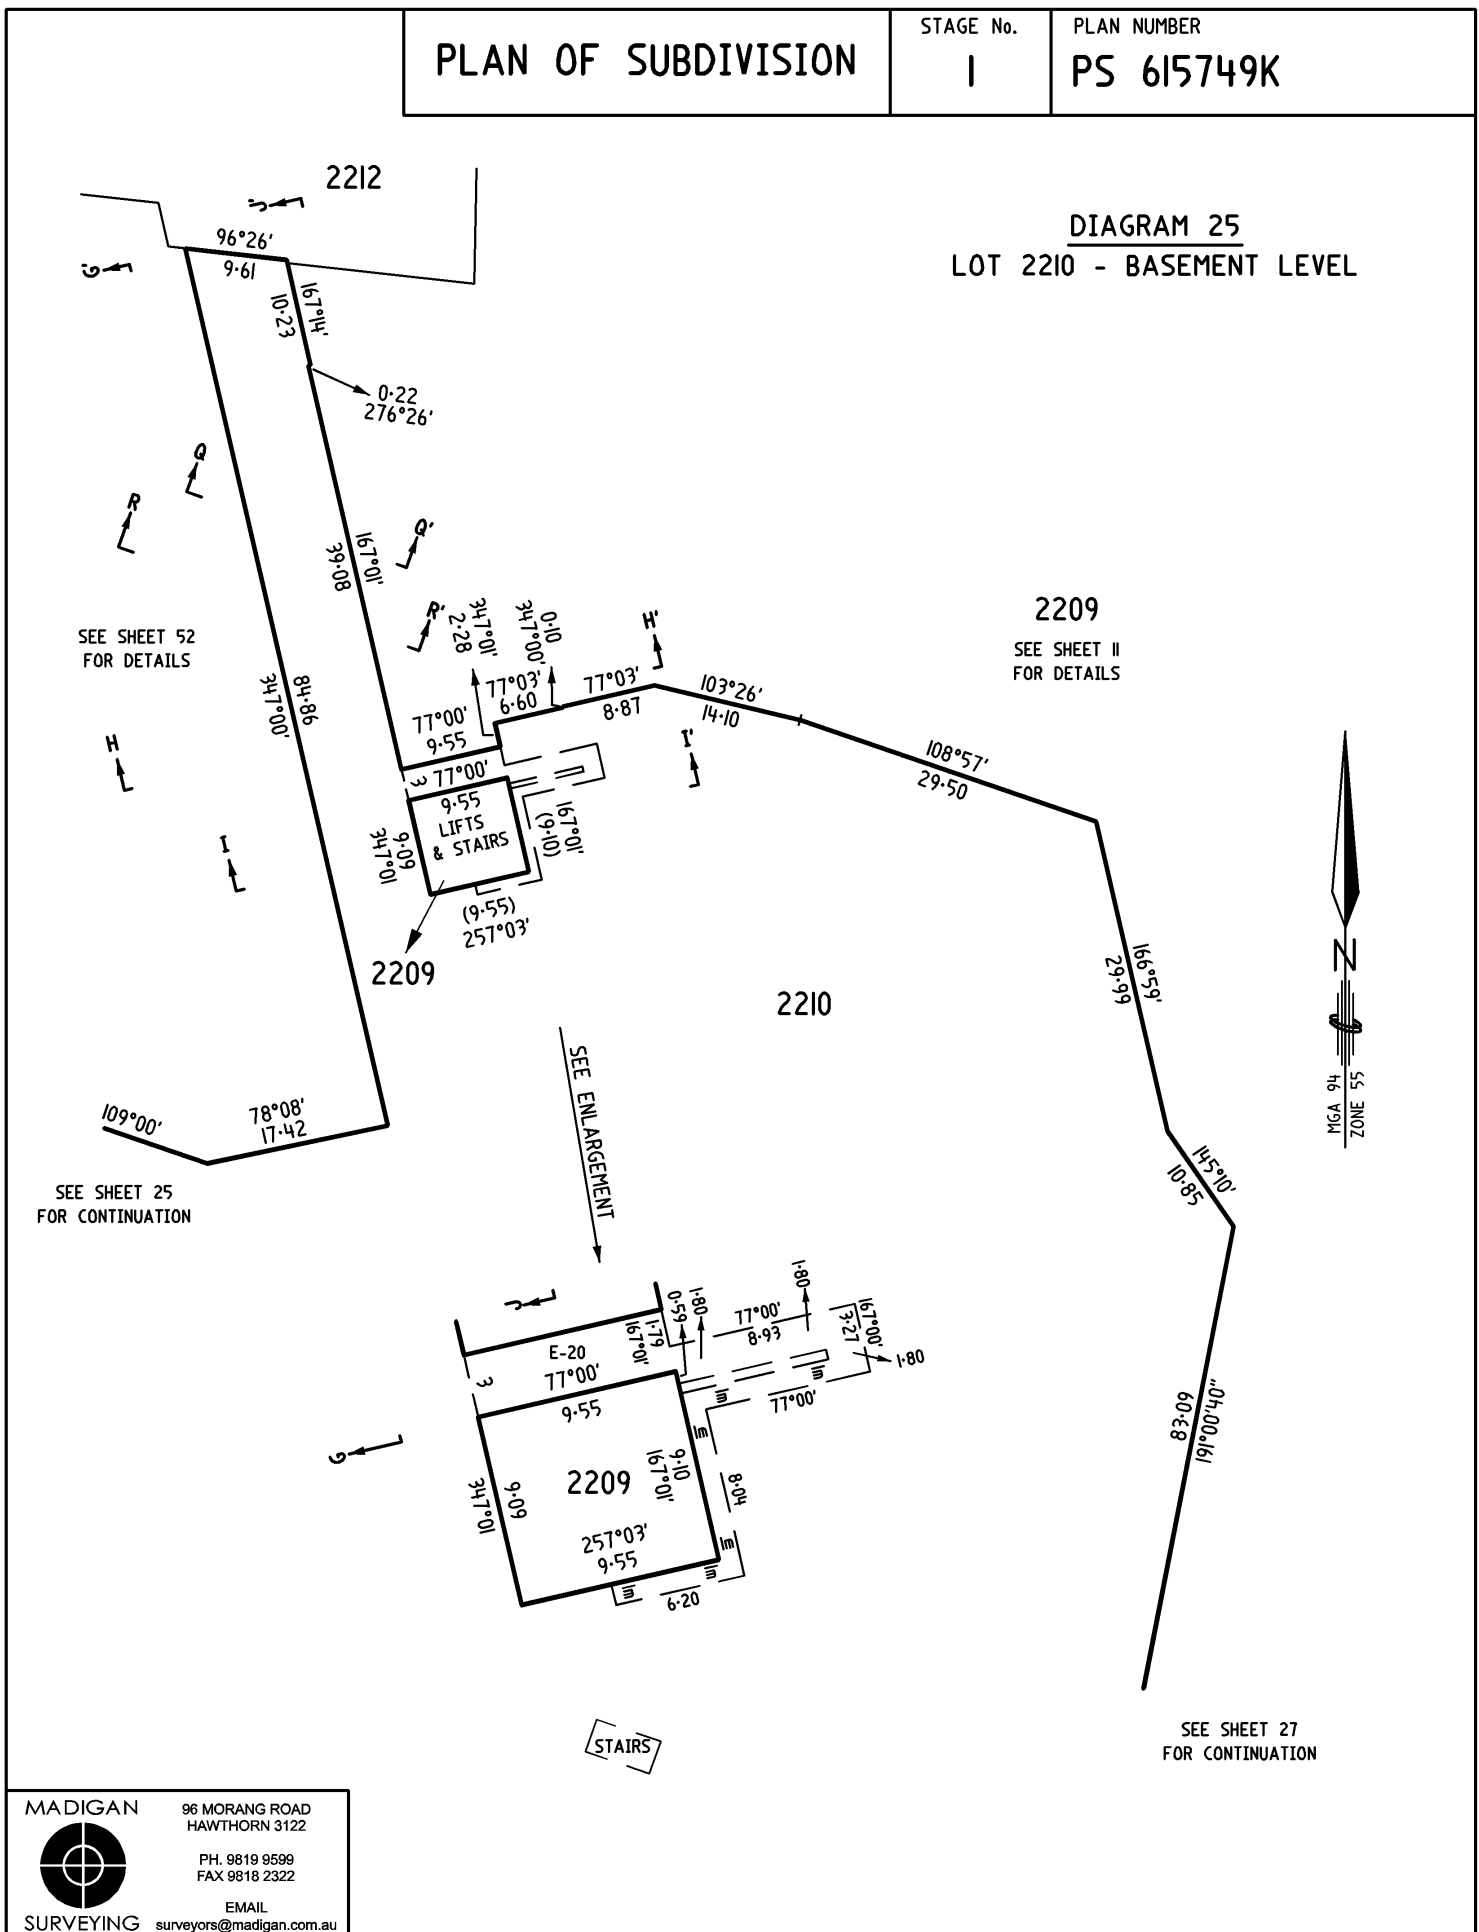 PLAN OF SUBDIVISION
STAGE No.
1
PLAN NUMBER
PS 615749K
2212
J'
G'
96°26'
9·61
167°14'
10·23
0·22
276°26'
DIAGRAM 25
LOT 2210 - BASEMENT LEVEL
Q
R
Q'
167°01'
39·08
R'
347°01'
2·28
0·10
347°00'
H'
2209
SEE SHEET 11
FOR DETAILS
SEE SHEET 52
FOR DETAILS
84·86
347°00'
77°03'
6·60
77°03'
8·87
103°26'
14·10
77°00'
9·55
I'
108°57'
29·50
H
3
77°00'
9·55
LIFTS
& STAIRS
9·09
347°01
167°01'
(9·10)
I
(9·55)
257°03'
2209
2210
166°59'
29·99
N
MGA 94
ZONE 55
SEE ENLARGEMENT
109°00'
78°08'
17·42
145°10'
10·85
SEE SHEET 25
FOR CONTINUATION
J
0·59
1·80
1·80
77°00'
8·93
167°00'
3·27
1·80
1·79
167°01'
E-20
77°00'
9·55
3
1m
1m
77°00'
G
1m
9·10
167°01'
8·04
2209
9·09
347°01
257°03'
9·55
1m
1m
1m
6·20
83·09
191°00'40"
STAIRS
SEE SHEET 27
FOR CONTINUATION
MADIGAN
SURVEYING
96 MORANG ROAD
HAWTHORN 3122
PH. 9819 9599
FAX 9818 2322
EMAIL
surveyors@madigan.com.au